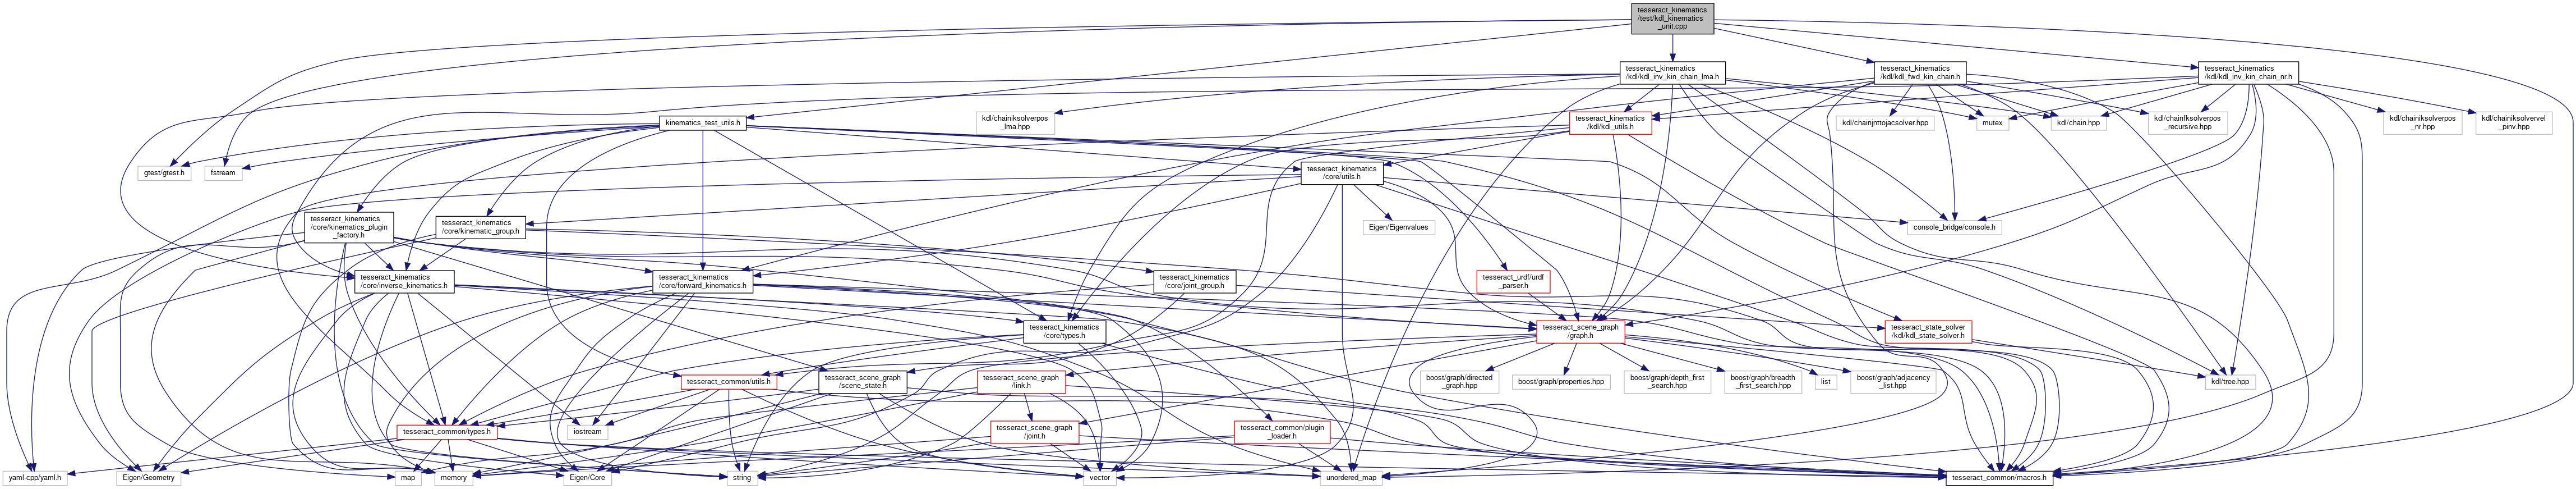 tesseract_kinematics
/test/kdl_kinematics
_unit.cpp
tesseract_kinematics
/kdl/kdl_inv_kin_chain_lma.h
tesseract_kinematics
/kdl/kdl_fwd_kin_chain.h
tesseract_kinematics
/kdl/kdl_inv_kin_chain_nr.h
kinematics_test_utils.h
kdl/chainiksolverpos
_lma.hpp
tesseract_kinematics
/kdl/kdl_utils.h
kdl/chainjnttojacsolver.hpp
mutex
kdl/chain.hpp
kdl/chainfksolverpos
_recursive.hpp
kdl/chainiksolverpos
_nr.hpp
kdl/chainiksolvervel
_pinv.hpp
gtest/gtest.h
fstream
tesseract_kinematics
/core/utils.h
tesseract_kinematics
/core/kinematics_plugin
_factory.h
tesseract_kinematics
/core/kinematic_group.h
Eigen/Eigenvalues
console_bridge/console.h
tesseract_kinematics
/core/inverse_kinematics.h
tesseract_kinematics
/core/forward_kinematics.h
tesseract_kinematics
/core/joint_group.h
tesseract_urdf/urdf
_parser.h
tesseract_kinematics
/core/types.h
tesseract_scene_graph
/graph.h
tesseract_state_solver
/kdl/kdl_state_solver.h
tesseract_common/utils.h
tesseract_scene_graph
/scene_state.h
tesseract_scene_graph
/link.h
boost/graph/directed
_graph.hpp
boost/graph/properties.hpp
boost/graph/depth_first
_search.hpp
boost/graph/breadth
_first_search.hpp
list
boost/graph/adjacency
_list.hpp
kdl/tree.hpp
tesseract_common/types.h
iostream
tesseract_scene_graph
/joint.h
tesseract_common/plugin
_loader.h
yaml-cpp/yaml.h
Eigen/Geometry
map
memory
Eigen/Core
string
vector
unordered_map
tesseract_common/macros.h